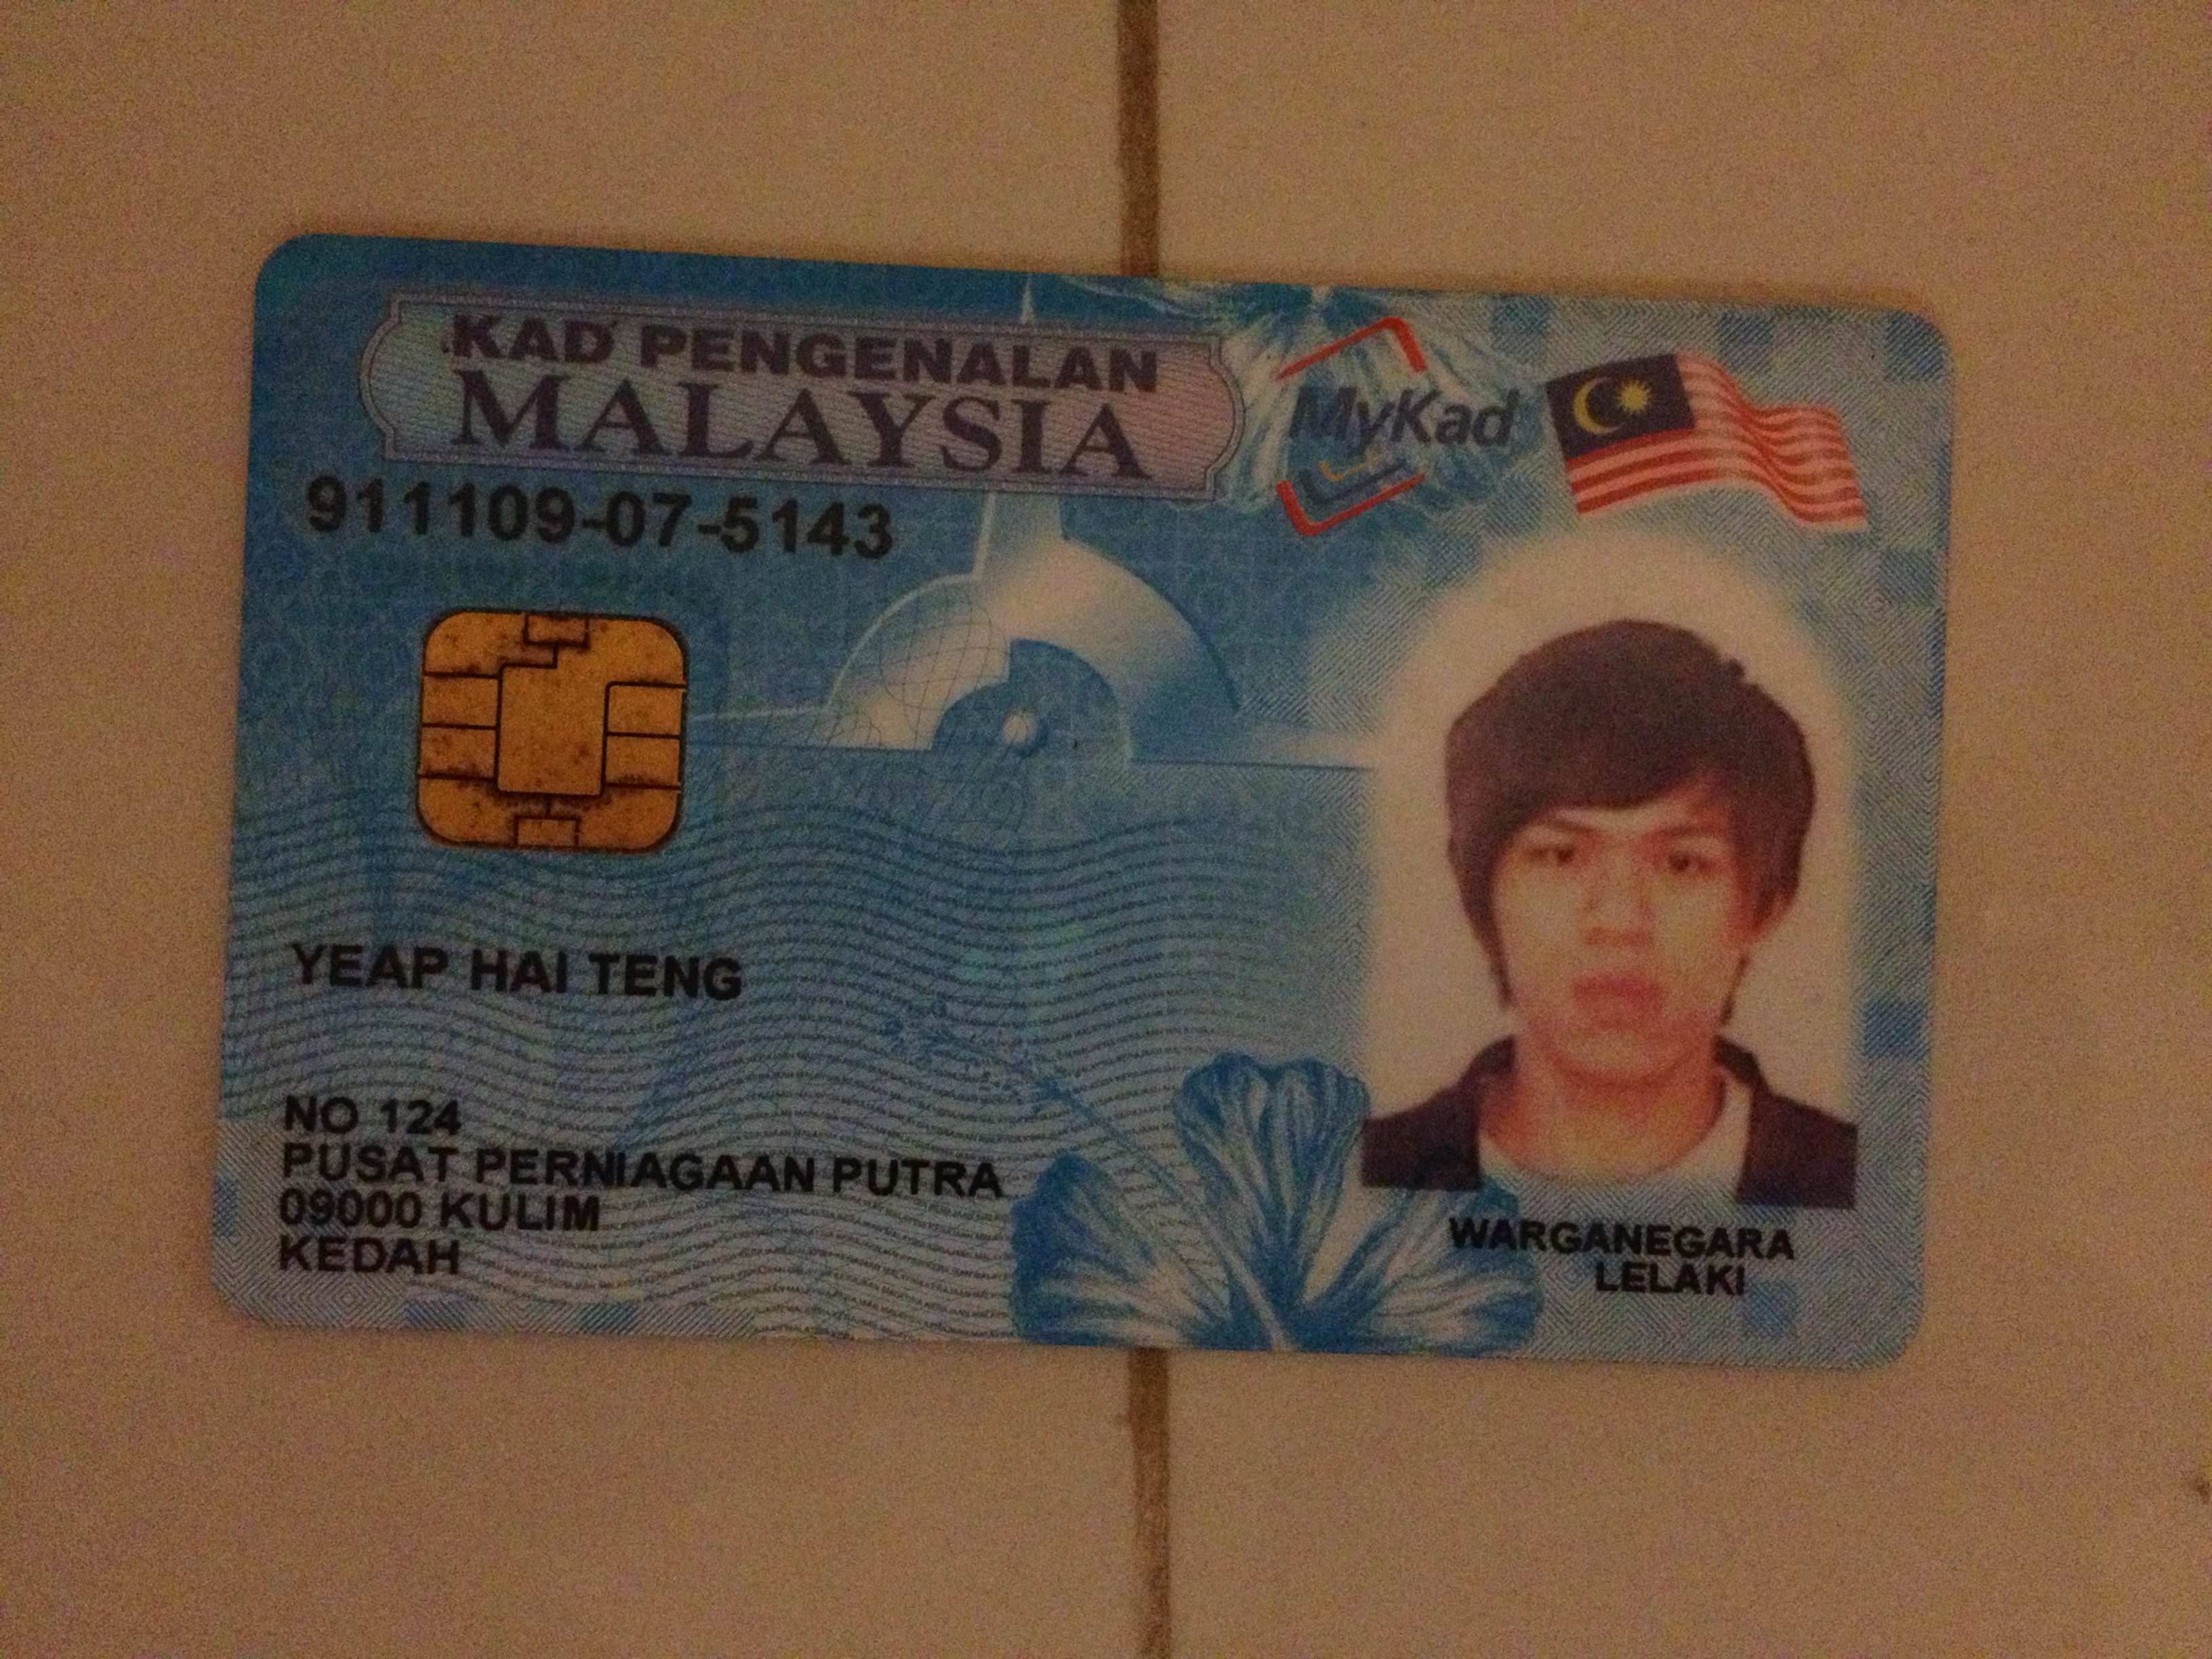 KAD PENGENALAN
MALAYSIA
MyKad
911109-07-5143
YEAP HAI TENG
NO 124
PUSAT PERNIAGAAN PUTRA
09000 KULIM
KEDAH
WARGANEGARA
LELAKI